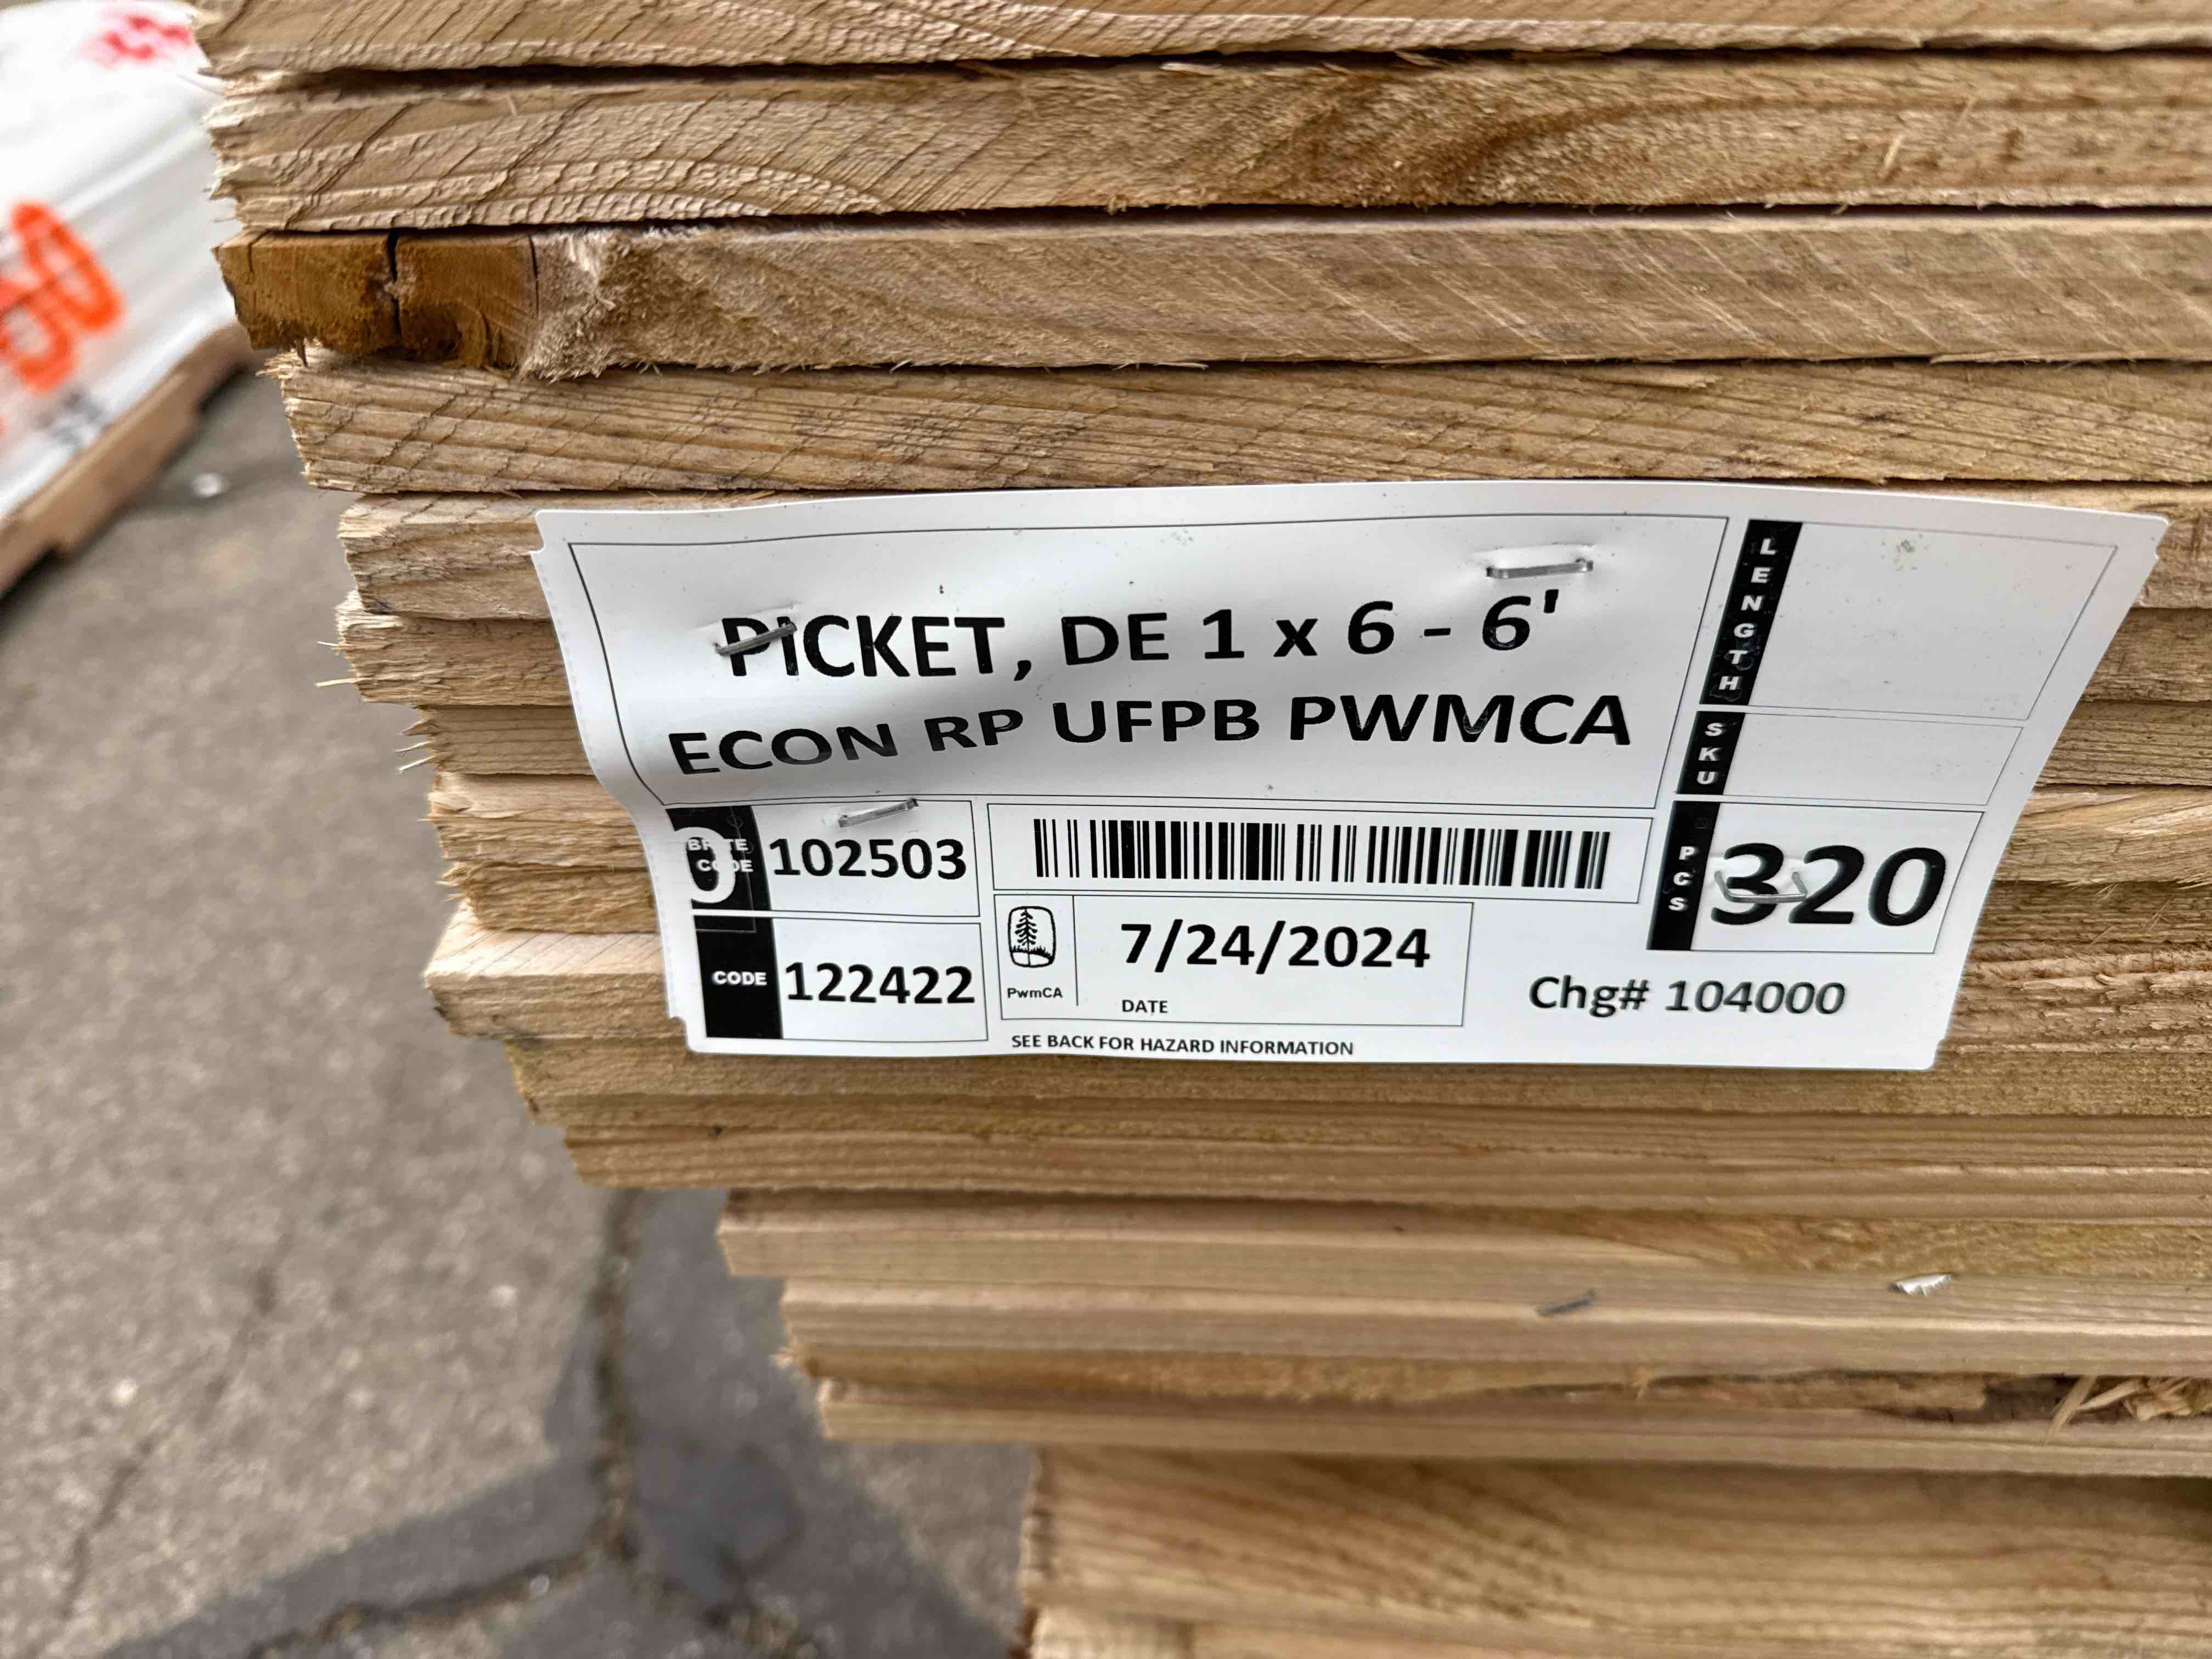 PICKET, DE 1 x 6 - 6'
ECON RP UFPB PWMCA
LENGTH
SKU
BRITE CODE 102503
PCS 320
CODE 122422
PwmCA
7/24/2024
DATE
Chg# 104000
SEE BACK FOR HAZARD INFORMATION